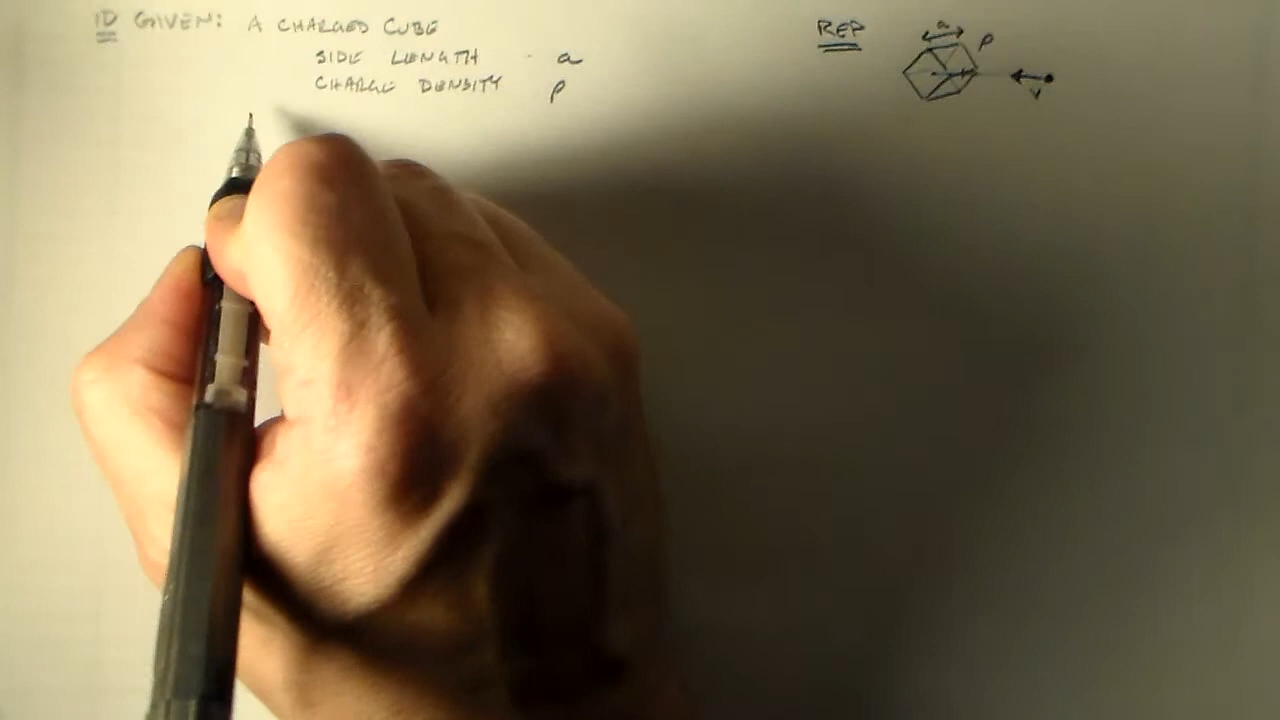 ID GIVEN: A CHARGED CUBE
SIDE LENGTH - a
CHARGE DENSITY ρ
REP
a
ρ
v